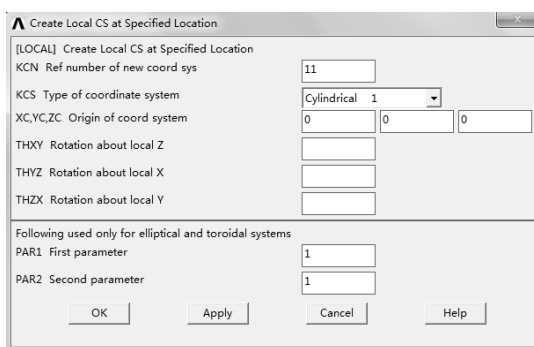 Create Local CS at Specified Location
[LOCAL] Create Local CS at Specified Location
KCN Ref number of new coord sys 11
KCS Type of coordinate system Cylindrical 1
XC,YC,ZC Origin of coord system 0 0 0
THXY Rotation about local Z
THYZ Rotation about local X
THZX Rotation about local Y
Following used only for elliptical and toroidal systems
PAR1 First parameter 1
PAR2 Second parameter 1
OK Apply Cancel Help